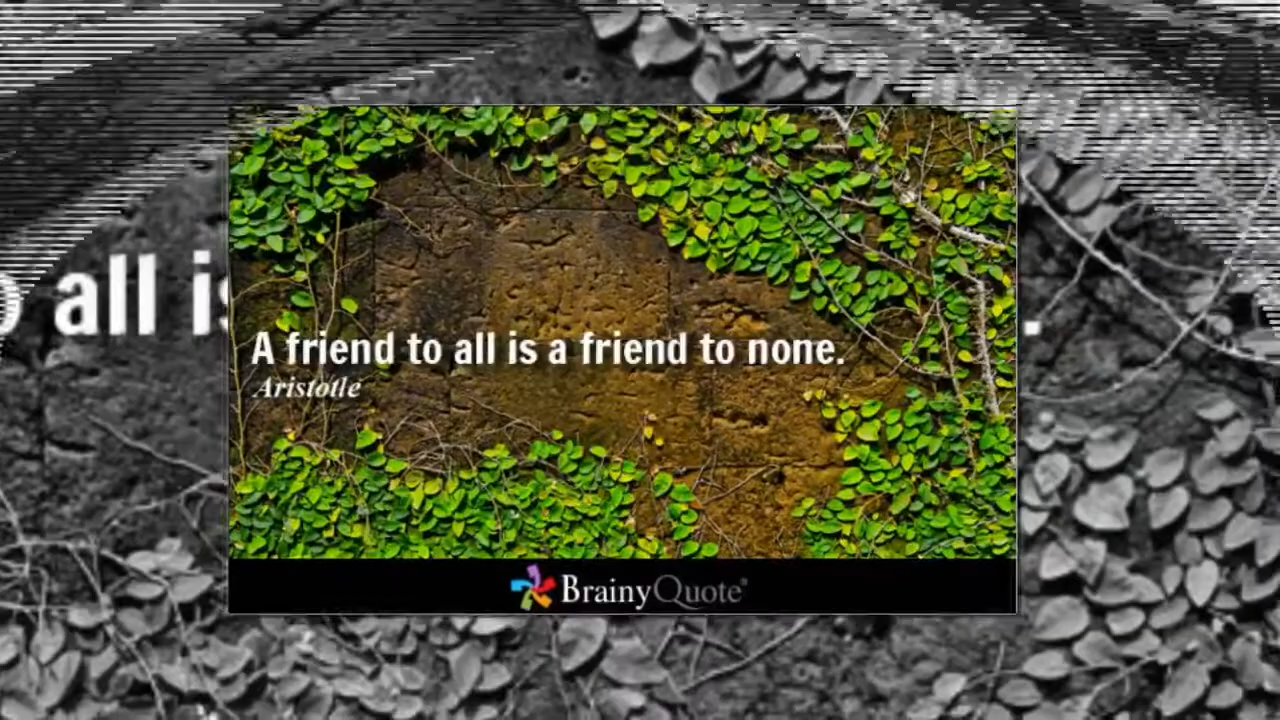 o all is
.
A friend to all is a friend to none.
Aristotle
BrainyQuote®